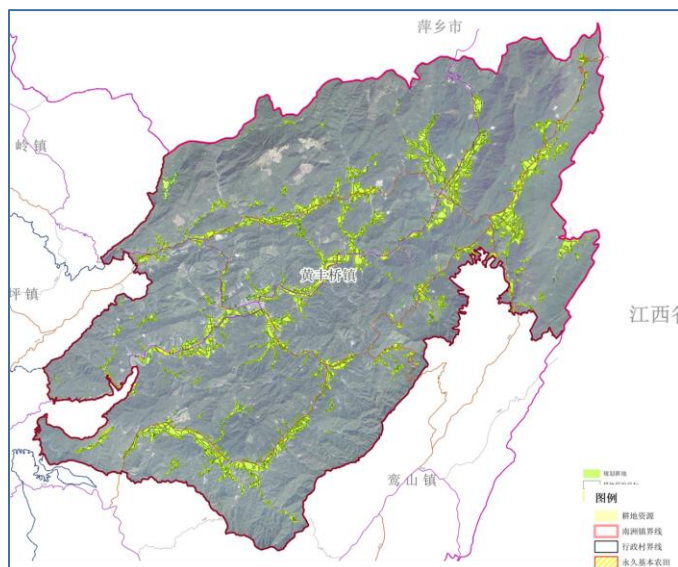 萍乡市
岭镇
黄丰桥镇
坪镇
江西省
鸾山镇
规划耕地
图例
耕地资源
南洲镇界线
行政村界线
永久基本农田